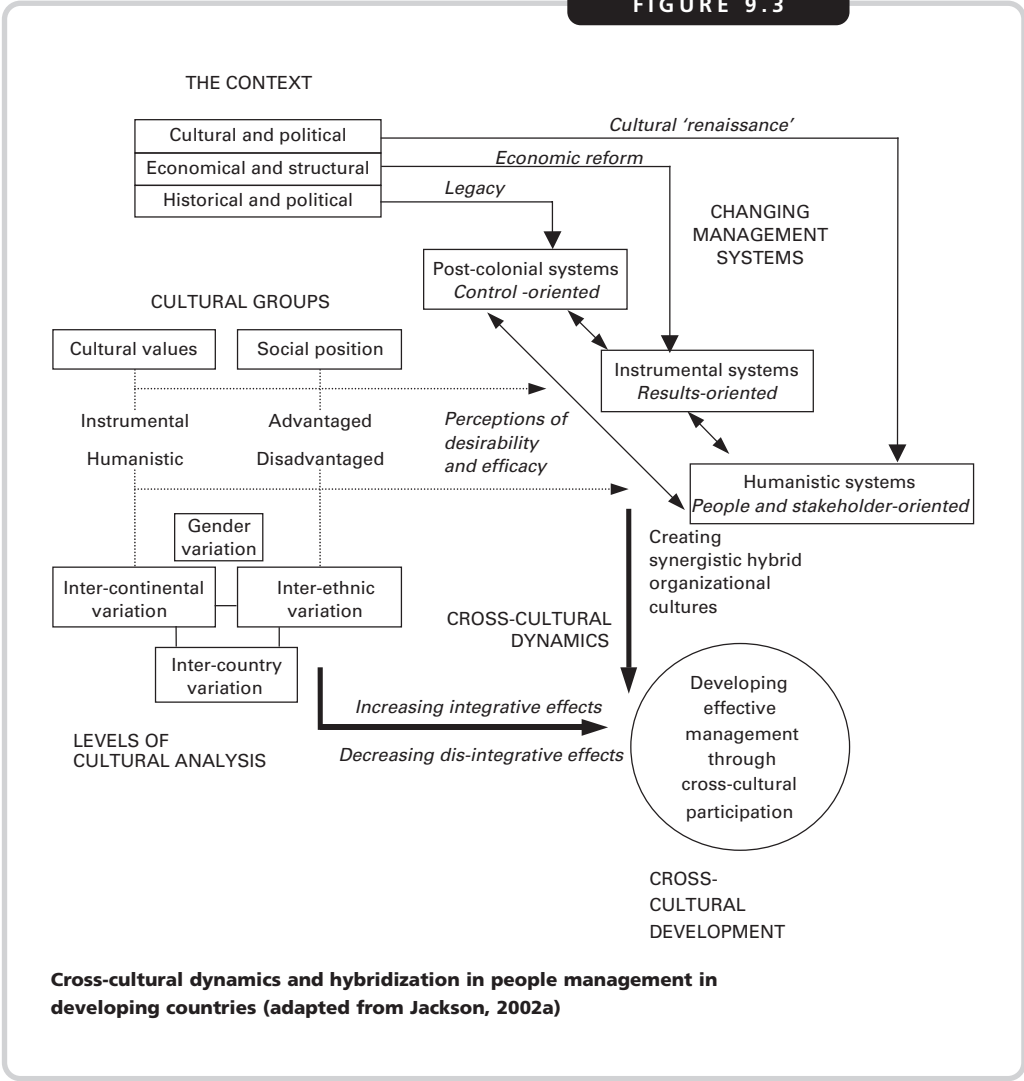 FIGURE 9.3
THE CONTEXT
Cultural and political
Economical and structural
Historical and political
Cultural 'renaissance'
Economic reform
Legacy
CHANGING
MANAGEMENT
SYSTEMS
Post-colonial systems
Control -oriented
Instrumental systems
Results-oriented
Humanistic systems
People and stakeholder-oriented
CULTURAL GROUPS
Cultural values
Social position
Instrumental
Advantaged
Humanistic
Disadvantaged
Perceptions of
desirability
and efficacy
Gender
variation
Inter-continental
variation
Inter-ethnic
variation
Inter-country
variation
LEVELS OF
CULTURAL ANALYSIS
Creating
synergistic hybrid
organizational
cultures
CROSS-CULTURAL
DYNAMICS
Increasing integrative effects
Decreasing dis-integrative effects
Developing
effective
management
through
cross-cultural
participation
CROSS-
CULTURAL
DEVELOPMENT
Cross-cultural dynamics and hybridization in people management in
developing countries (adapted from Jackson, 2002a)